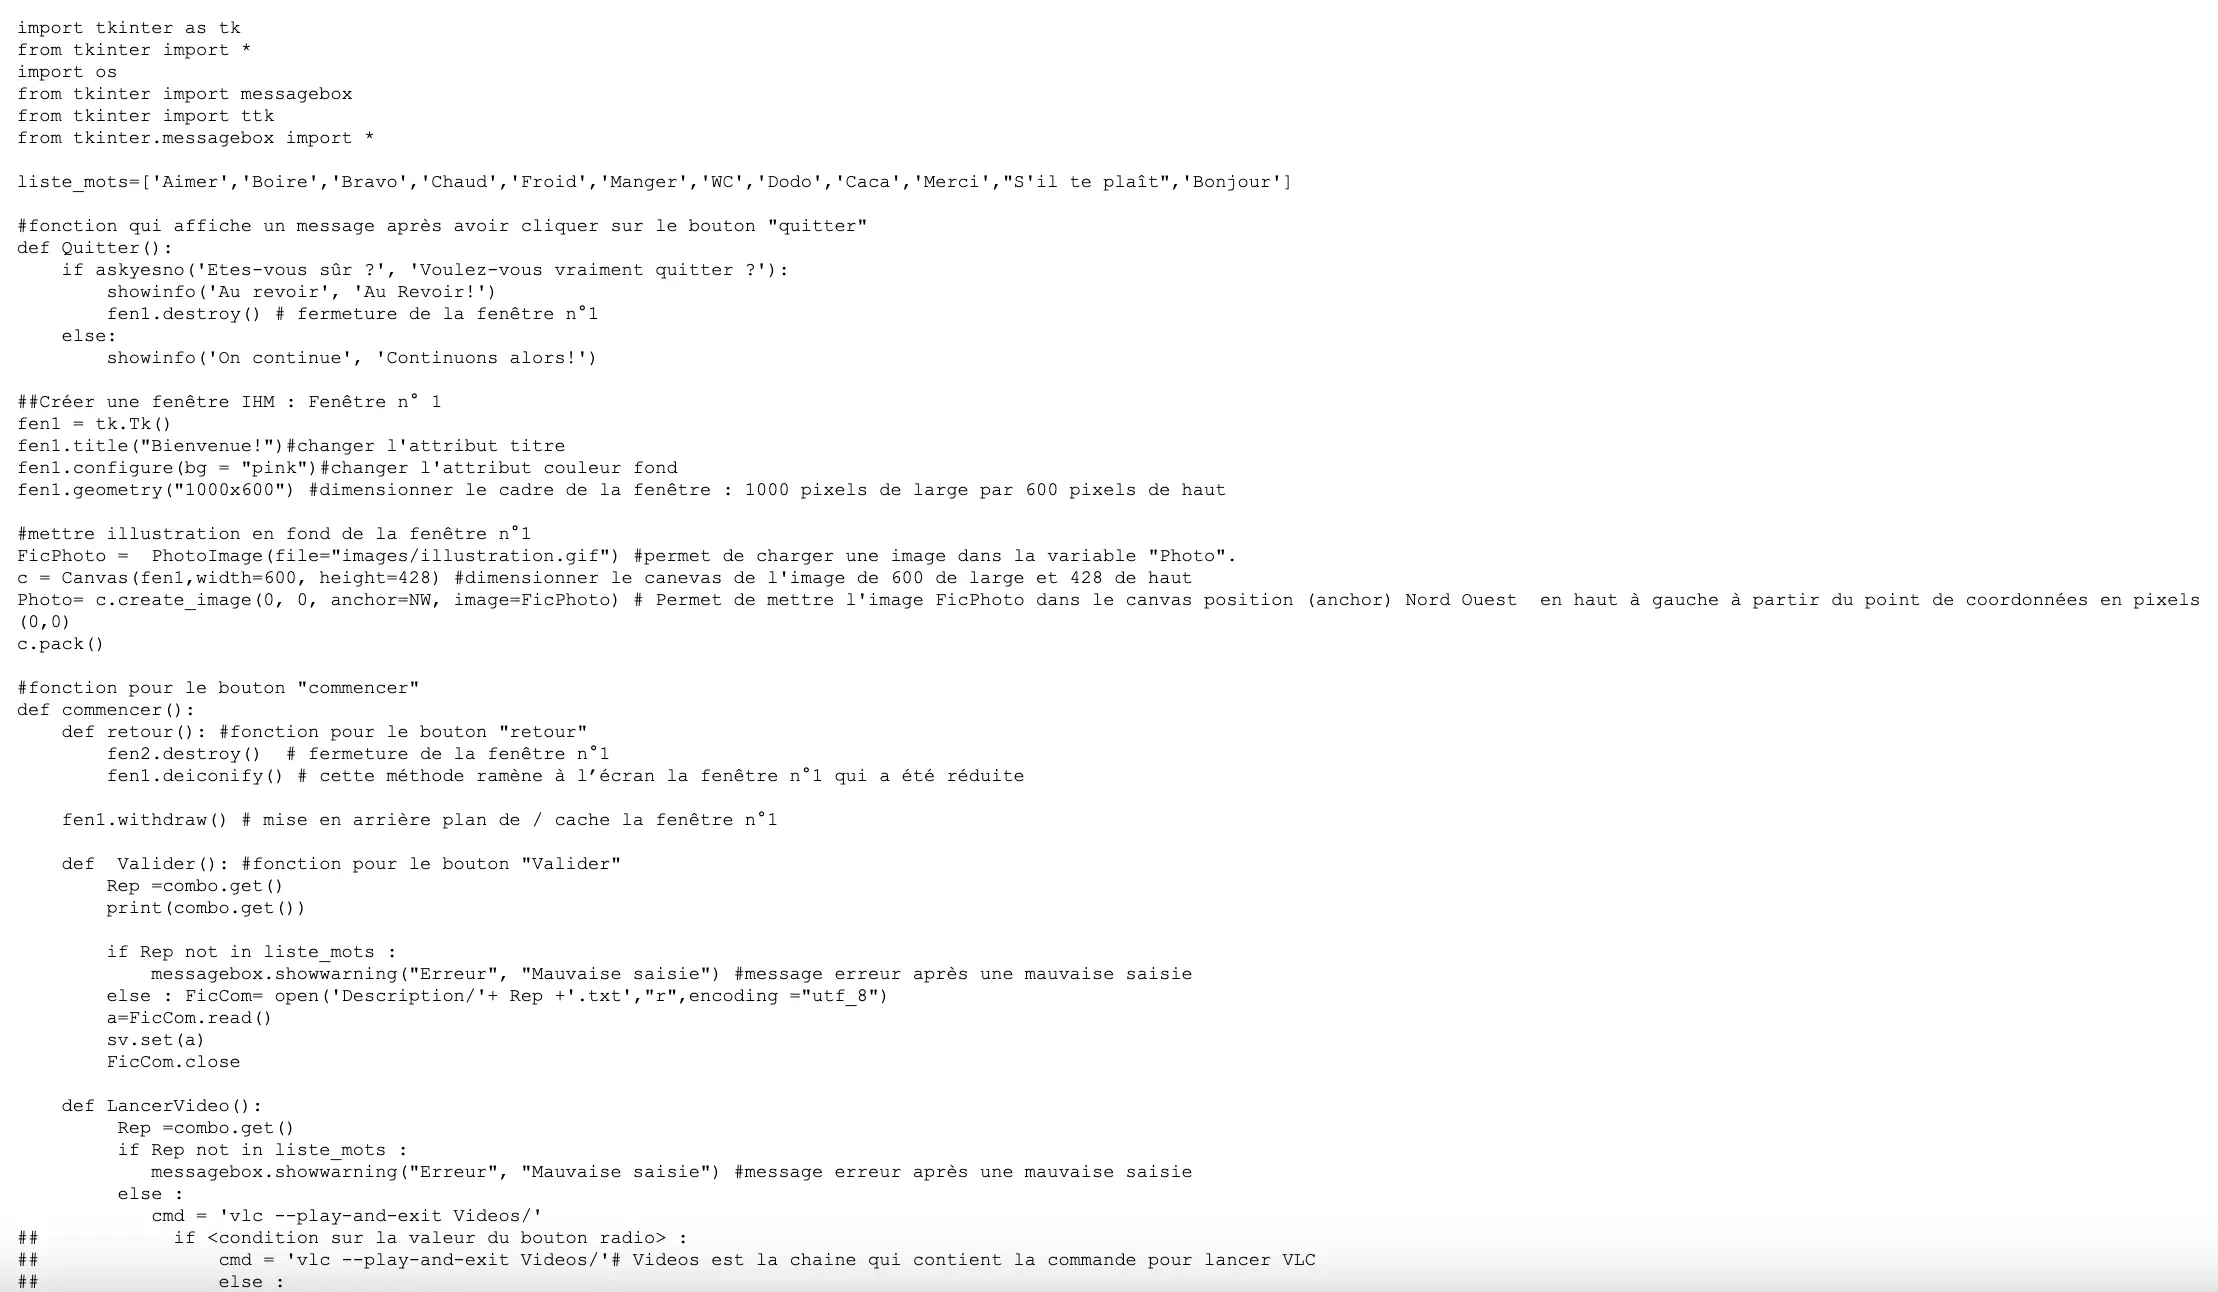 import tkinter as tk
from tkinter import *
import os
from tkinter import messagebox
from tkinter import ttk
from tkinter.messagebox import *

liste_mots=['Aimer','Boire','Bravo','Chaud','Froid','Manger','WC','Dodo','Caca','Merci',"S'il te plaît",'Bonjour']

#fonction qui affiche un message après avoir cliquer sur le bouton "quitter"
def Quitter():
    if askyesno('Etes-vous sûr ?', 'Voulez-vous vraiment quitter ?'):
        showinfo('Au revoir', 'Au Revoir!')
        fen1.destroy() # fermeture de la fenêtre n°1
    else:
        showinfo('On continue', 'Continuons alors!')

##Créer une fenêtre IHM : Fenêtre n° 1
fen1 = tk.Tk()
fen1.title("Bienvenue!")#changer l'attribut titre
fen1.configure(bg = "pink")#changer l'attribut couleur fond
fen1.geometry("1000x600") #dimensionner le cadre de la fenêtre : 1000 pixels de large par 600 pixels de haut

#mettre illustration en fond de la fenêtre n°1
FicPhoto =  PhotoImage(file="images/illustration.gif") #permet de charger une image dans la variable "Photo".
c = Canvas(fen1,width=600, height=428) #dimensionner le canevas de l'image de 600 de large et 428 de haut
Photo= c.create_image(0, 0, anchor=NW, image=FicPhoto) # Permet de mettre l'image FicPhoto dans le canvas position (anchor) Nord Ouest  en haut à gauche à partir du point de coordonnées en pixels
(0,0)
c.pack()

#fonction pour le bouton "commencer"
def commencer():
    def retour(): #fonction pour le bouton "retour"
        fen2.destroy()  # fermeture de la fenêtre n°1
        fen1.deiconify() # cette méthode ramène à l’écran la fenêtre n°1 qui a été réduite

    fen1.withdraw() # mise en arrière plan de / cache la fenêtre n°1

    def  Valider(): #fonction pour le bouton "Valider"
        Rep =combo.get()
        print(combo.get())

        if Rep not in liste_mots :
            messagebox.showwarning("Erreur", "Mauvaise saisie") #message erreur après une mauvaise saisie
        else : FicCom= open('Description/'+ Rep +'.txt',"r",encoding ="utf_8")
        a=FicCom.read()
        sv.set(a)
        FicCom.close

    def LancerVideo():
         Rep =combo.get()
         if Rep not in liste_mots :
            messagebox.showwarning("Erreur", "Mauvaise saisie") #message erreur après une mauvaise saisie
         else :
            cmd = 'vlc --play-and-exit Videos/'
##            if <condition sur la valeur du bouton radio> :
##                cmd = 'vlc --play-and-exit Videos/'# Videos est la chaine qui contient la commande pour lancer VLC
##                else :